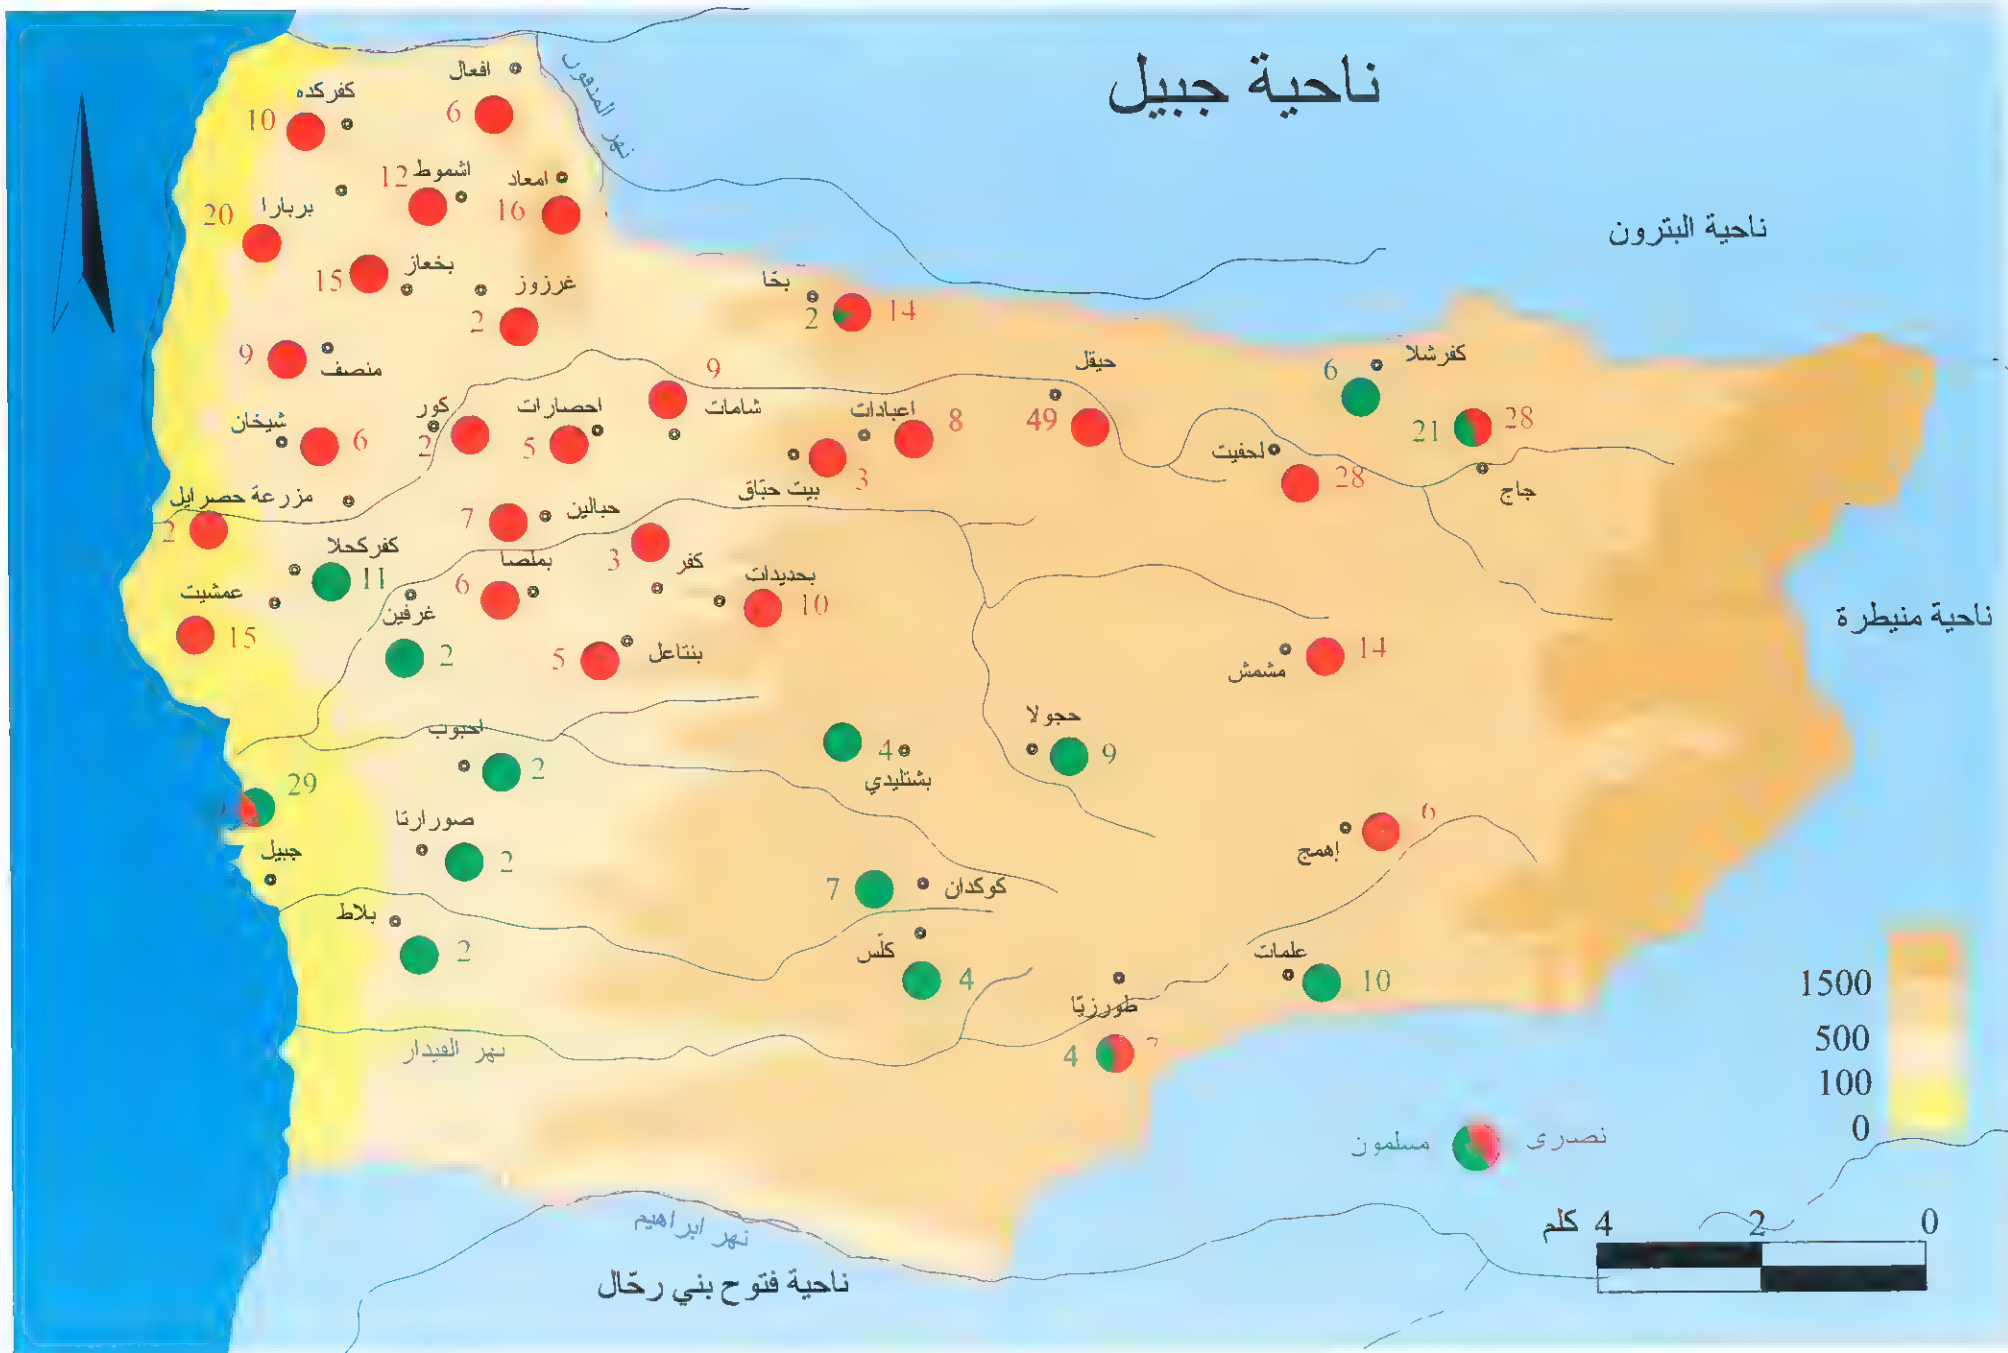 ناحية جبيل
نهر المدفون
افعال
6
كفركده
10
اشموط
12
امعاد
16
بربارا
20
ناحية البترون
بخعاز
15
غرزوز
2
بحّا
2
14
منصف
9
حيقل
49
كفرشلا
6
21
28
جاج
9
شامات
كور
2
احصارات
5
اعبادات
8
شيخان
6
لحفيت
28
بيت حبّاق
3
مزرعة حصرايل
2
حبالين
7
كفركحلا
11
بملصا
6
كفر
3
بحديدات
10
عمشيت
15
غرفين
2
بنتاعل
5
ناحية منيطرة
مشمش
14
احبوب
2
بشتليدي
4
حجولا
9
29
جبيل
صورارتا
2
إهمج
6
كوكدان
7
بلاط
2
كلّس
4
علمات
10
طورزيّا
4
نهر الفيدار
1500
500
100
0
مسلمون
نصرى
نهر ابراهيم
ناحية فتوح بني رحّال
كلم 4 2 0